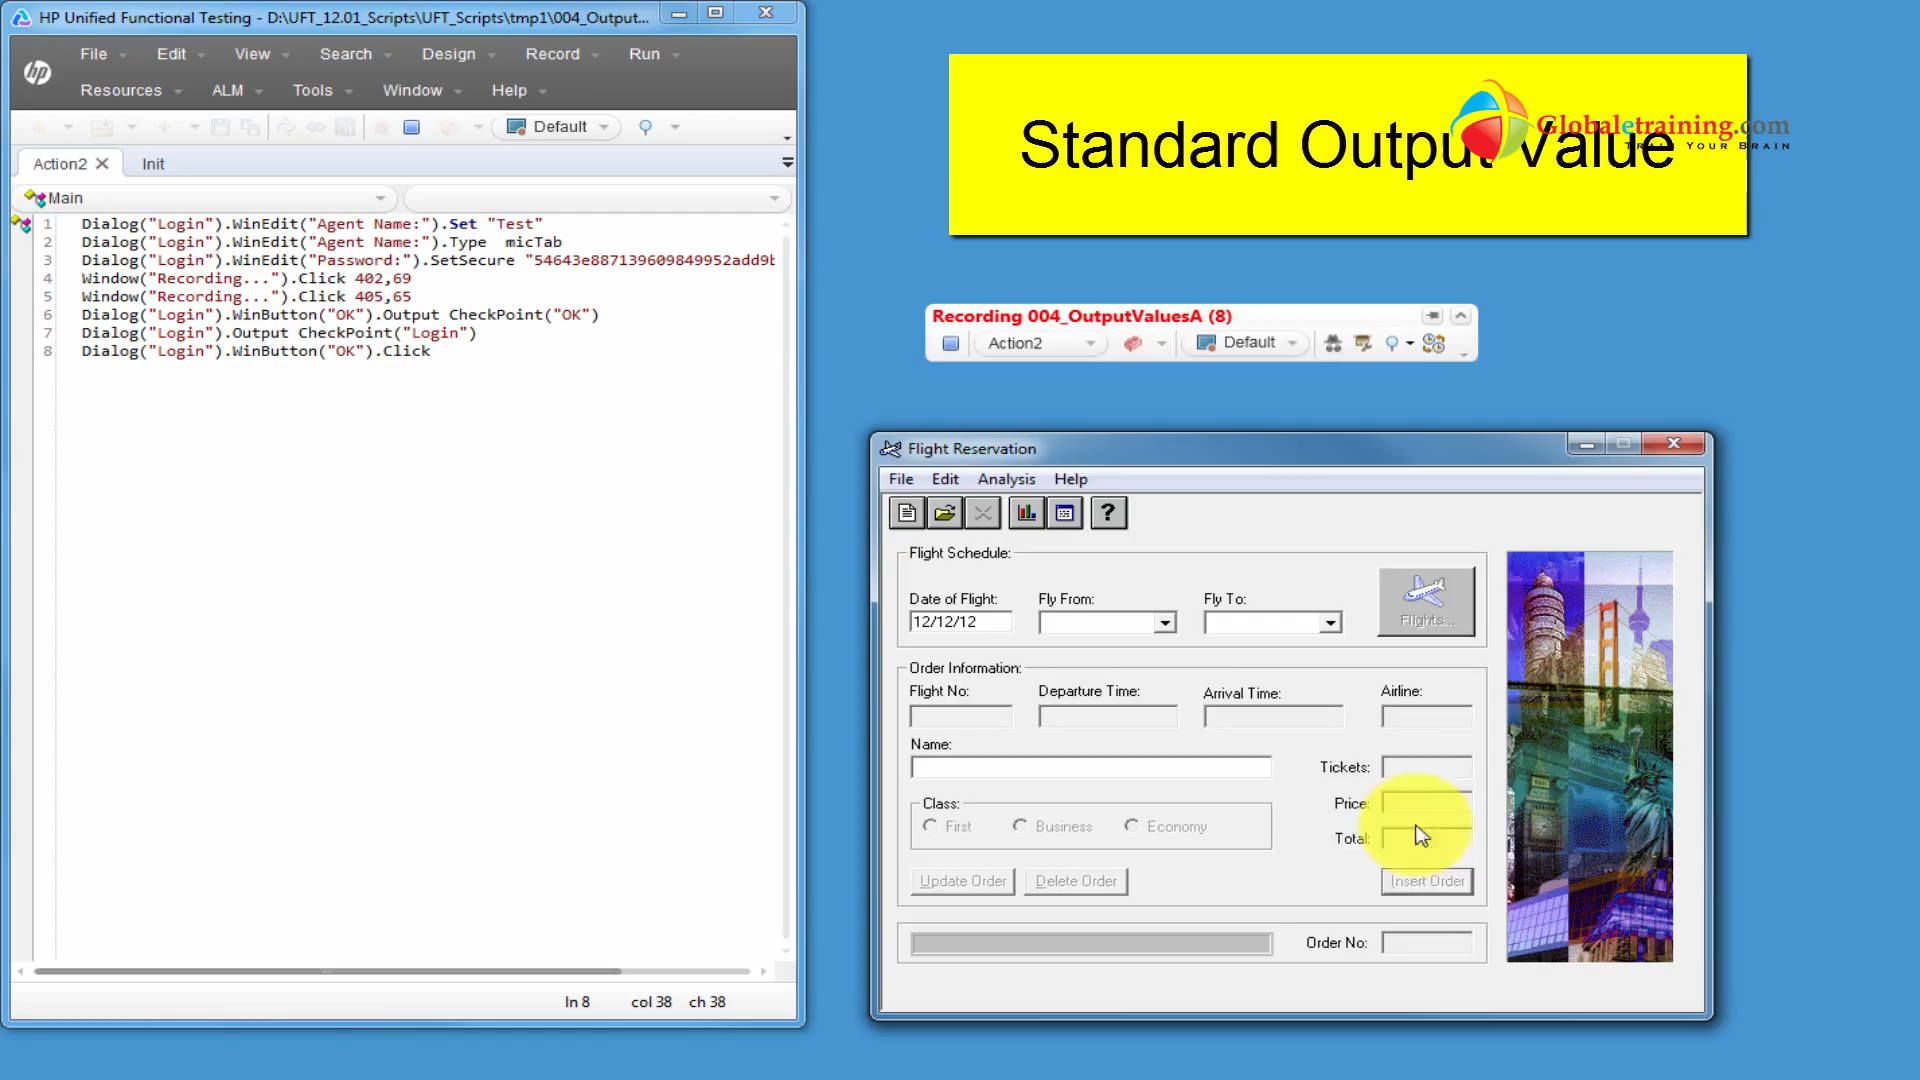 HP Unified Functional Testing - D:\UFT_12.01_Scripts\UFT_Scripts\tmp1\004_Output...
File Edit View Search Design Record Run
Resources ALM Tools Window Help
hp
Default
Action2 Init
Main
1 Dialog("Login").WinEdit("Agent Name:").Set "Test"
2 Dialog("Login").WinEdit("Agent Name:").Type micTab
3 Dialog("Login").WinEdit("Password:").SetSecure "54643e887139609849952add9b
4 Window("Recording...").Click 402,69
5 Window("Recording...").Click 405,65
6 Dialog("Login").WinButton("OK").Output CheckPoint("OK")
7 Dialog("Login").Output CheckPoint("Login")
8 Dialog("Login").WinButton("OK").Click
ln 8 col 38 ch 38
Standard Output Value
Globaletraining.com
Train Your Brain
Recording 004_OutputValuesA (8)
Action2 Default
Flight Reservation
File Edit Analysis Help
?
Flight Schedule:
Date of Flight: Fly From: Fly To:
12/12/12
Flights...
Order Information:
Flight No: Departure Time: Arrival Time: Airline:
Name:
Tickets:
Class:
Price:
First Business Economy
Total:
Update Order Delete Order Insert Order
Order No: